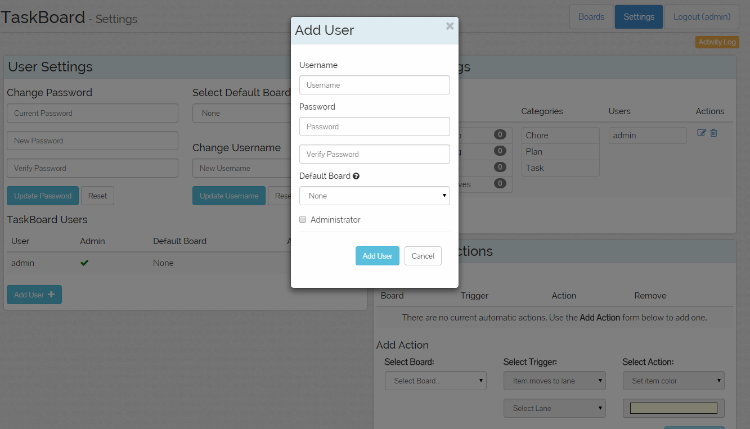 TaskBoard - Settings
Boards
Settings
Logout (admin)
Activity Log
Add User
×
Username
Username
Password
Password
Verify Password
Default Board
None
Administrator
Add User
Cancel
User Settings
Change Password
Current Password
New Password
Verify Password
Update Password
Reset
Select Default Board
None
Change Username
New Username
Update Username
TaskBoard Users
User
Admin
Default Board
admin
None
Add User
Categories
Users
Actions
0
0
0
Chore
Plan
Task
admin
Board
Trigger
Action
Remove
There are no current automatic actions. Use the Add Action form below to add one.
Add Action
Select Board:
Select Trigger:
Select Action:
Select Board...
Item moves to lane
Set item color
Select Lane